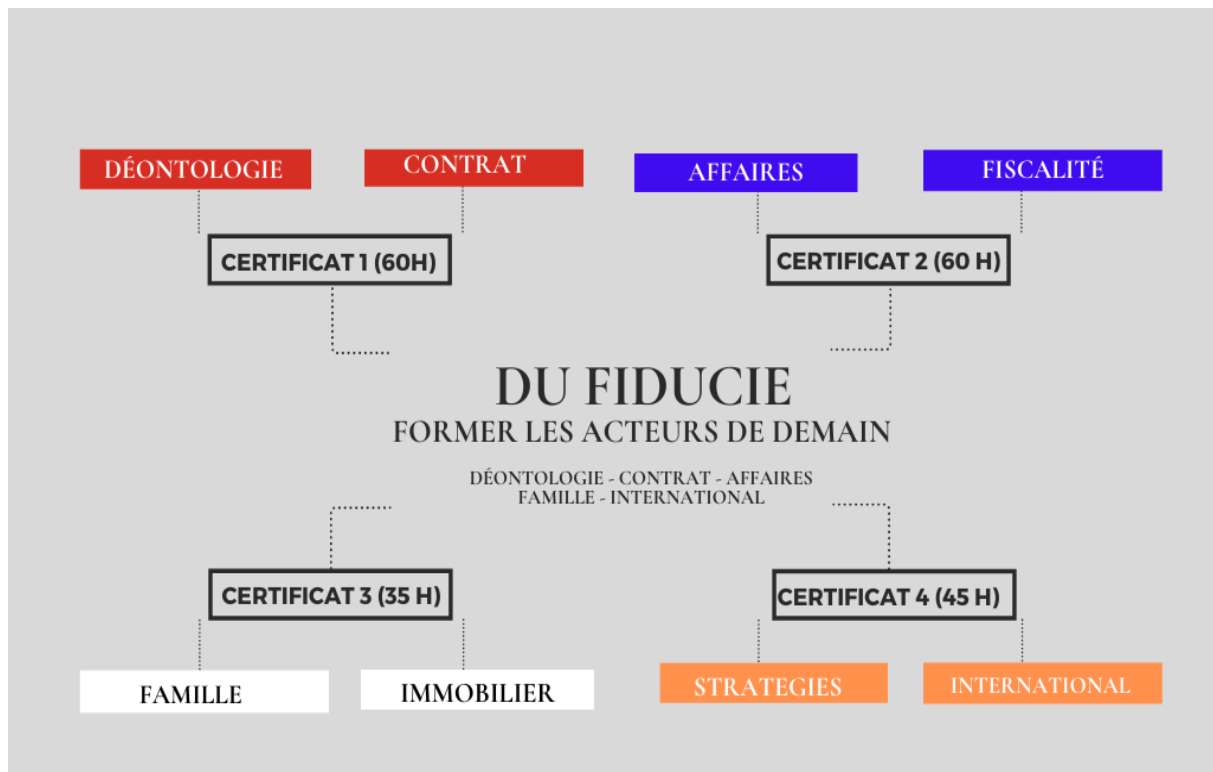 DÉONTOLOGIE
CONTRAT
AFFAIRES
FISCALITÉ
CERTIFICAT 1 (60H)
CERTIFICAT 2 (60 H)
DU FIDUCIE
FORMER LES ACTEURS DE DEMAIN
DÉONTOLOGIE - CONTRAT - AFFAIRES
FAMILLE - INTERNATIONAL
CERTIFICAT 3 (35 H)
CERTIFICAT 4 (45 H)
FAMILLE
IMMOBILIER
STRATEGIES
INTERNATIONAL